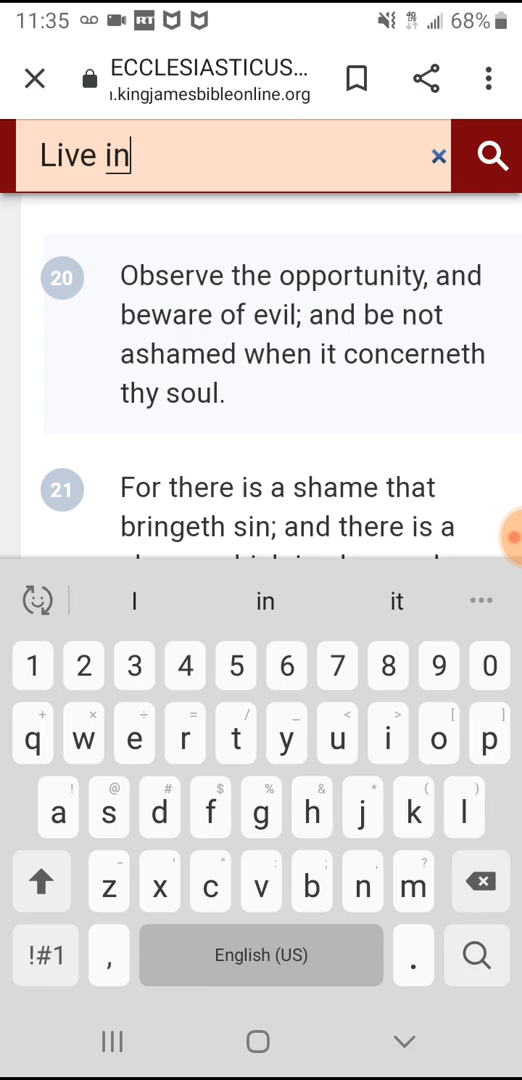 11:35 RT 68%
ECCLESIASTICUS...
.kingjamesbibleonline.org
Live in ×
20 Observe the opportunity, and
beware of evil; and be not
ashamed when it concerneth
thy soul.
21 For there is a shame that
bringeth sin; and there is a
I in it •••
1 2 3 4 5 6 7 8 9 0
+ × ÷ = / _ < > [ ]
q w e r t y u i o p
! @ # $ % ^ & * ( )
a s d f g h j k l
- ' " : ; , ?
z x c v b n m
!#1 , English (US) .